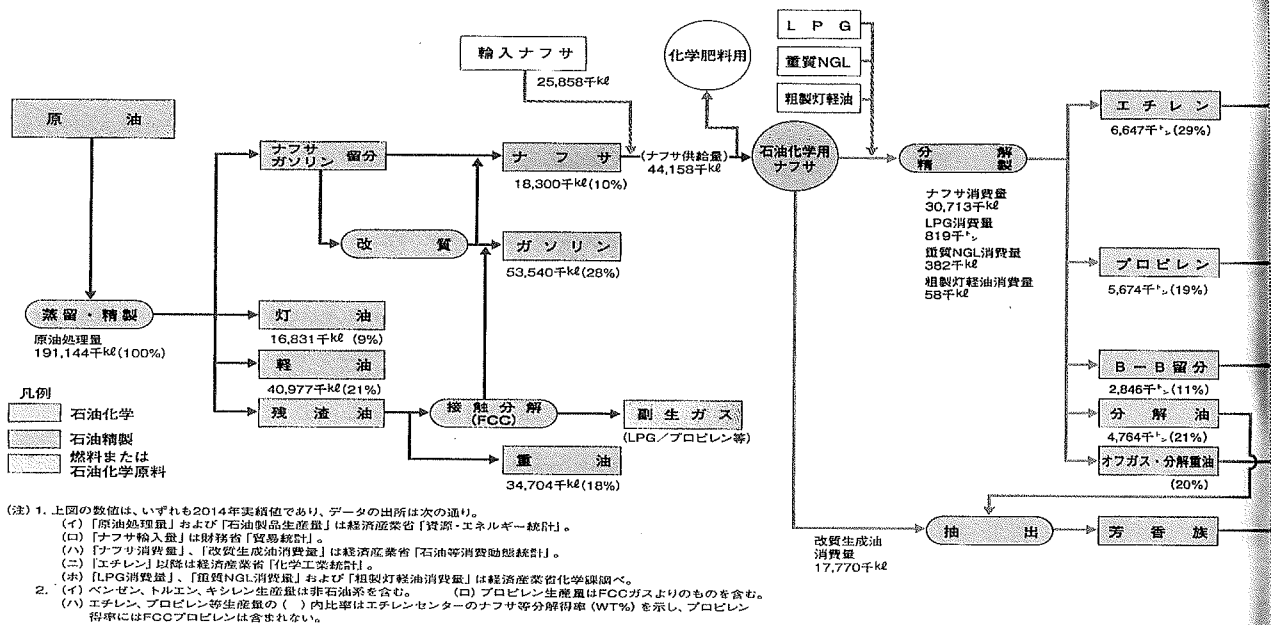 輸入ナフサ
25,858千kℓ
化学肥料用
LPG
重質NGL
粗製灯軽油
原油
ナフサ
ガソリン 留分
ナフサ
18,300千kℓ(10%)
(ナフサ供給量)
44,158千kℓ
石油化学用
ナフサ
分解
精製
エチレン
6,647千トン(29%)
ナフサ消費量
30,713千kℓ
LPG消費量
819千トン
重質NGL消費量
382千kℓ
粗製灯軽油消費量
58千kℓ
改質
ガソリン
53,540千kℓ(28%)
プロピレン
5,674千トン(19%)
蒸留・精製
原油処理量
191,144千kℓ(100%)
灯油
16,831千kℓ(9%)
軽油
40,977千kℓ(21%)
残渣油
接触分解
(FCC)
副生ガス
(LPG/プロピレン等)
重油
34,704千kℓ(18%)
B-B留分
2,846千トン(11%)
分解油
4,764千トン(21%)
オフガス・分解重油
(20%)
改質生成油
消費量
17,770千kℓ
抽出
芳香族
凡例
石油化学
石油精製
燃料または
石油化学原料
(注) 1. 上図の数値は、いずれも2014年実績値であり、データの出所は次の通り。
(イ)「原油処理量」および「石油製品生産量」は経済産業省「資源・エネルギー統計」。
(ロ)「ナフサ輸入量」は財務省「貿易統計」。
(ハ)「ナフサ消費量」、「改質生成油消費量」は経済産業省「石油等消費動態統計」。
(ニ)「エチレン」以降は経済産業省「化学工業統計」。
(ホ)「LPG消費量」、「重質NGL消費量」および「粗製灯軽油消費量」は経済産業省化学課調べ。
2. (イ) ベンゼン、トルエン、キシレン生産量は非石油系を含む。 (ロ) プロピレン生産量はFCCガスよりのものを含む。
(ハ) エチレン、プロピレン等生産量の( )内比率はエチレンセンターのナフサ等分解得率(WT%)を示し、プロピレン
得率にはFCCプロピレンは含まれない。